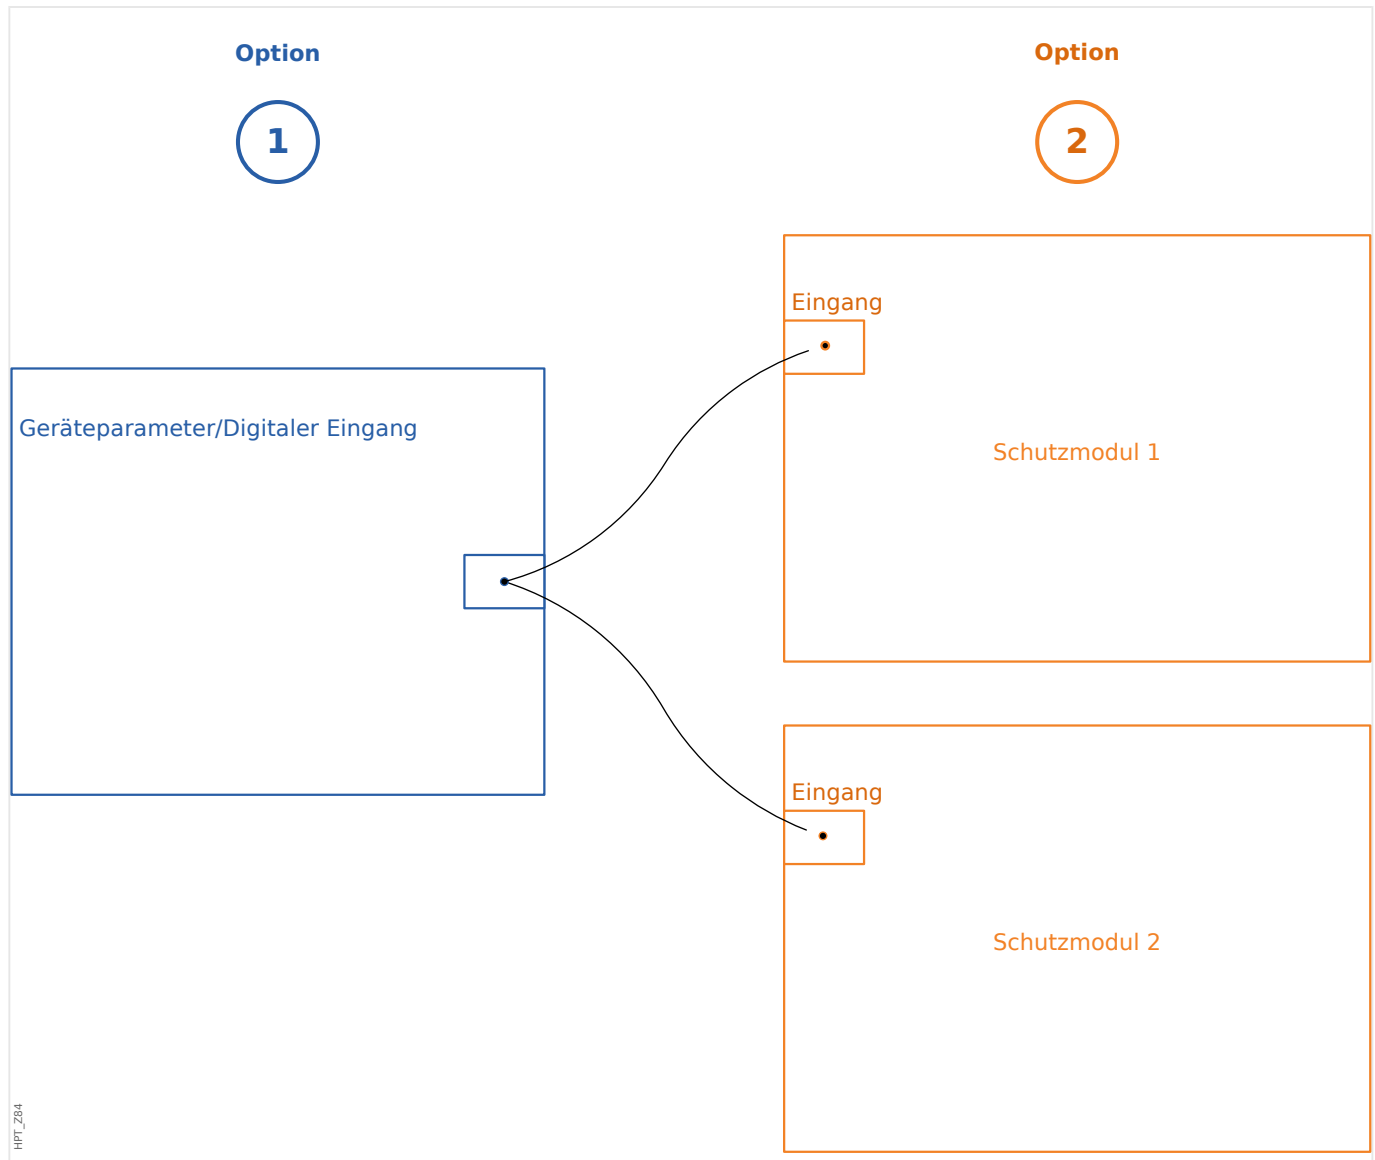 Option
1
Option
2
Geräteparameter/Digitaler Eingang
Eingang
Schutzmodul 1
Eingang
Schutzmodul 2
HPT_Z84